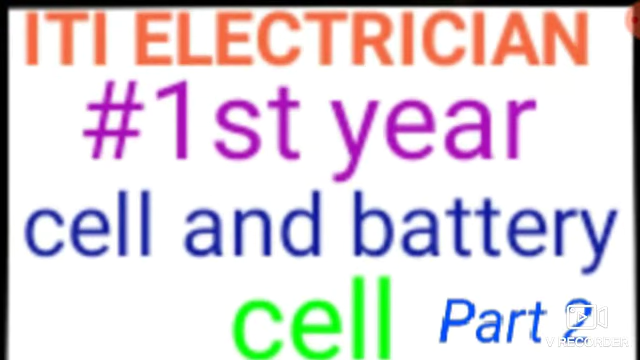 ITI ELECTRICIAN
#1st year
cell and battery
cell Part 2
V RECORDER